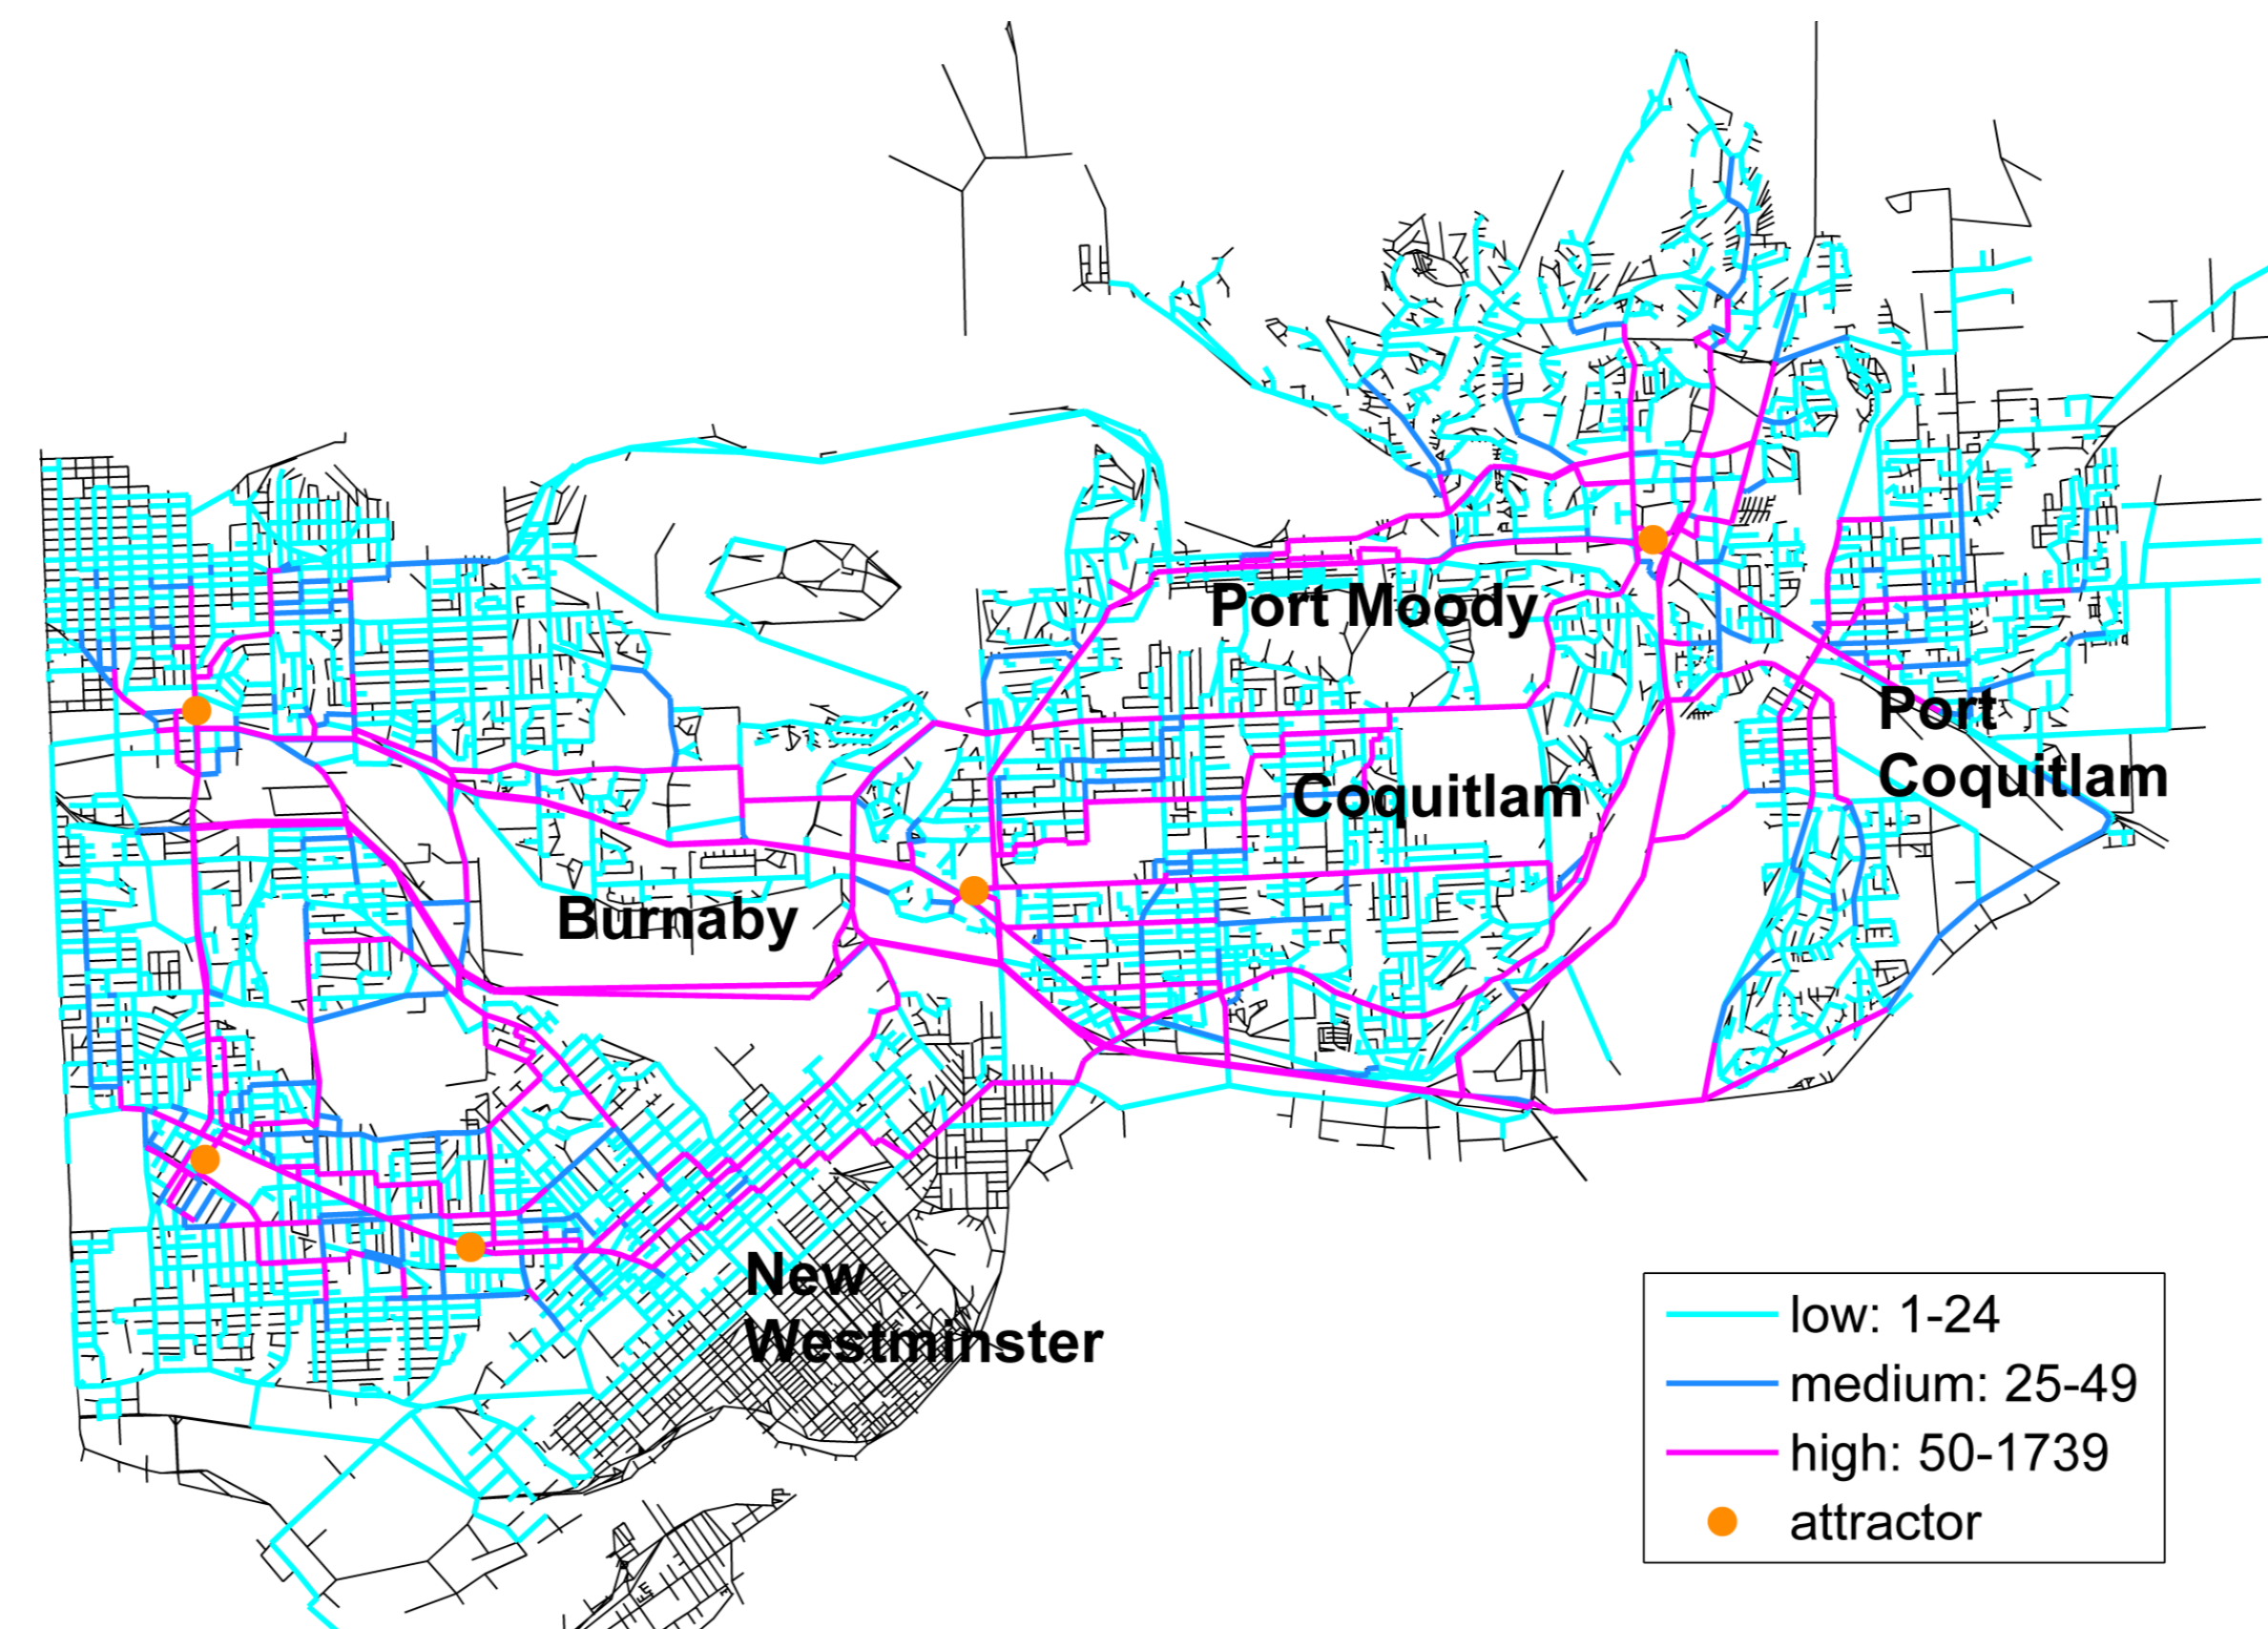 Port Moody
Port
Coquitlam
Coquitlam
Burnaby
New
Westminster
low: 1-24
medium: 25-49
high: 50-1739
attractor